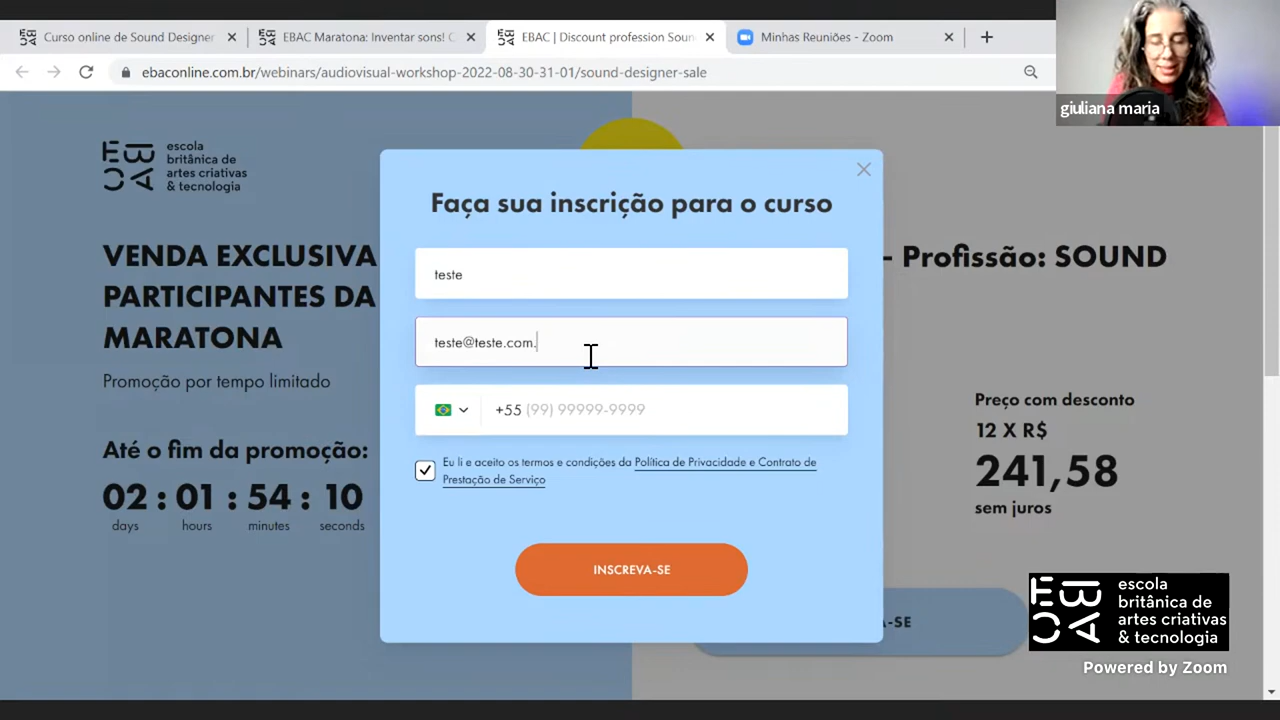 Curso online de Sound Designer
EBAC Maratona: Inventar sons! C
EBAC | Discount profession Soun
Minhas Reuniões - Zoom
ebaconline.com.br/webinars/audiovisual-workshop-2022-08-30-31-01/sound-designer-sale
giuliana maria
escola
britânica de
artes criativas
& tecnologia
VENDA EXCLUSIVA
PARTICIPANTES DA
MARATONA
Promoção por tempo limitado
Até o fim da promoção:
02 : 01 : 54 : 10
days hours minutes seconds
Faça sua inscrição para o curso
teste
teste@teste.com.
+55 (99) 99999-9999
Eu li e aceito os termos e condições da Política de Privacidade e Contrato de
Prestação de Serviço
INSCREVA-SE
- Profissão: SOUND
Preço com desconto
12 X R$
241,58
sem juros
A-SE
EBAC
escola
britânica de
artes criativas
& tecnologia
Powered by Zoom